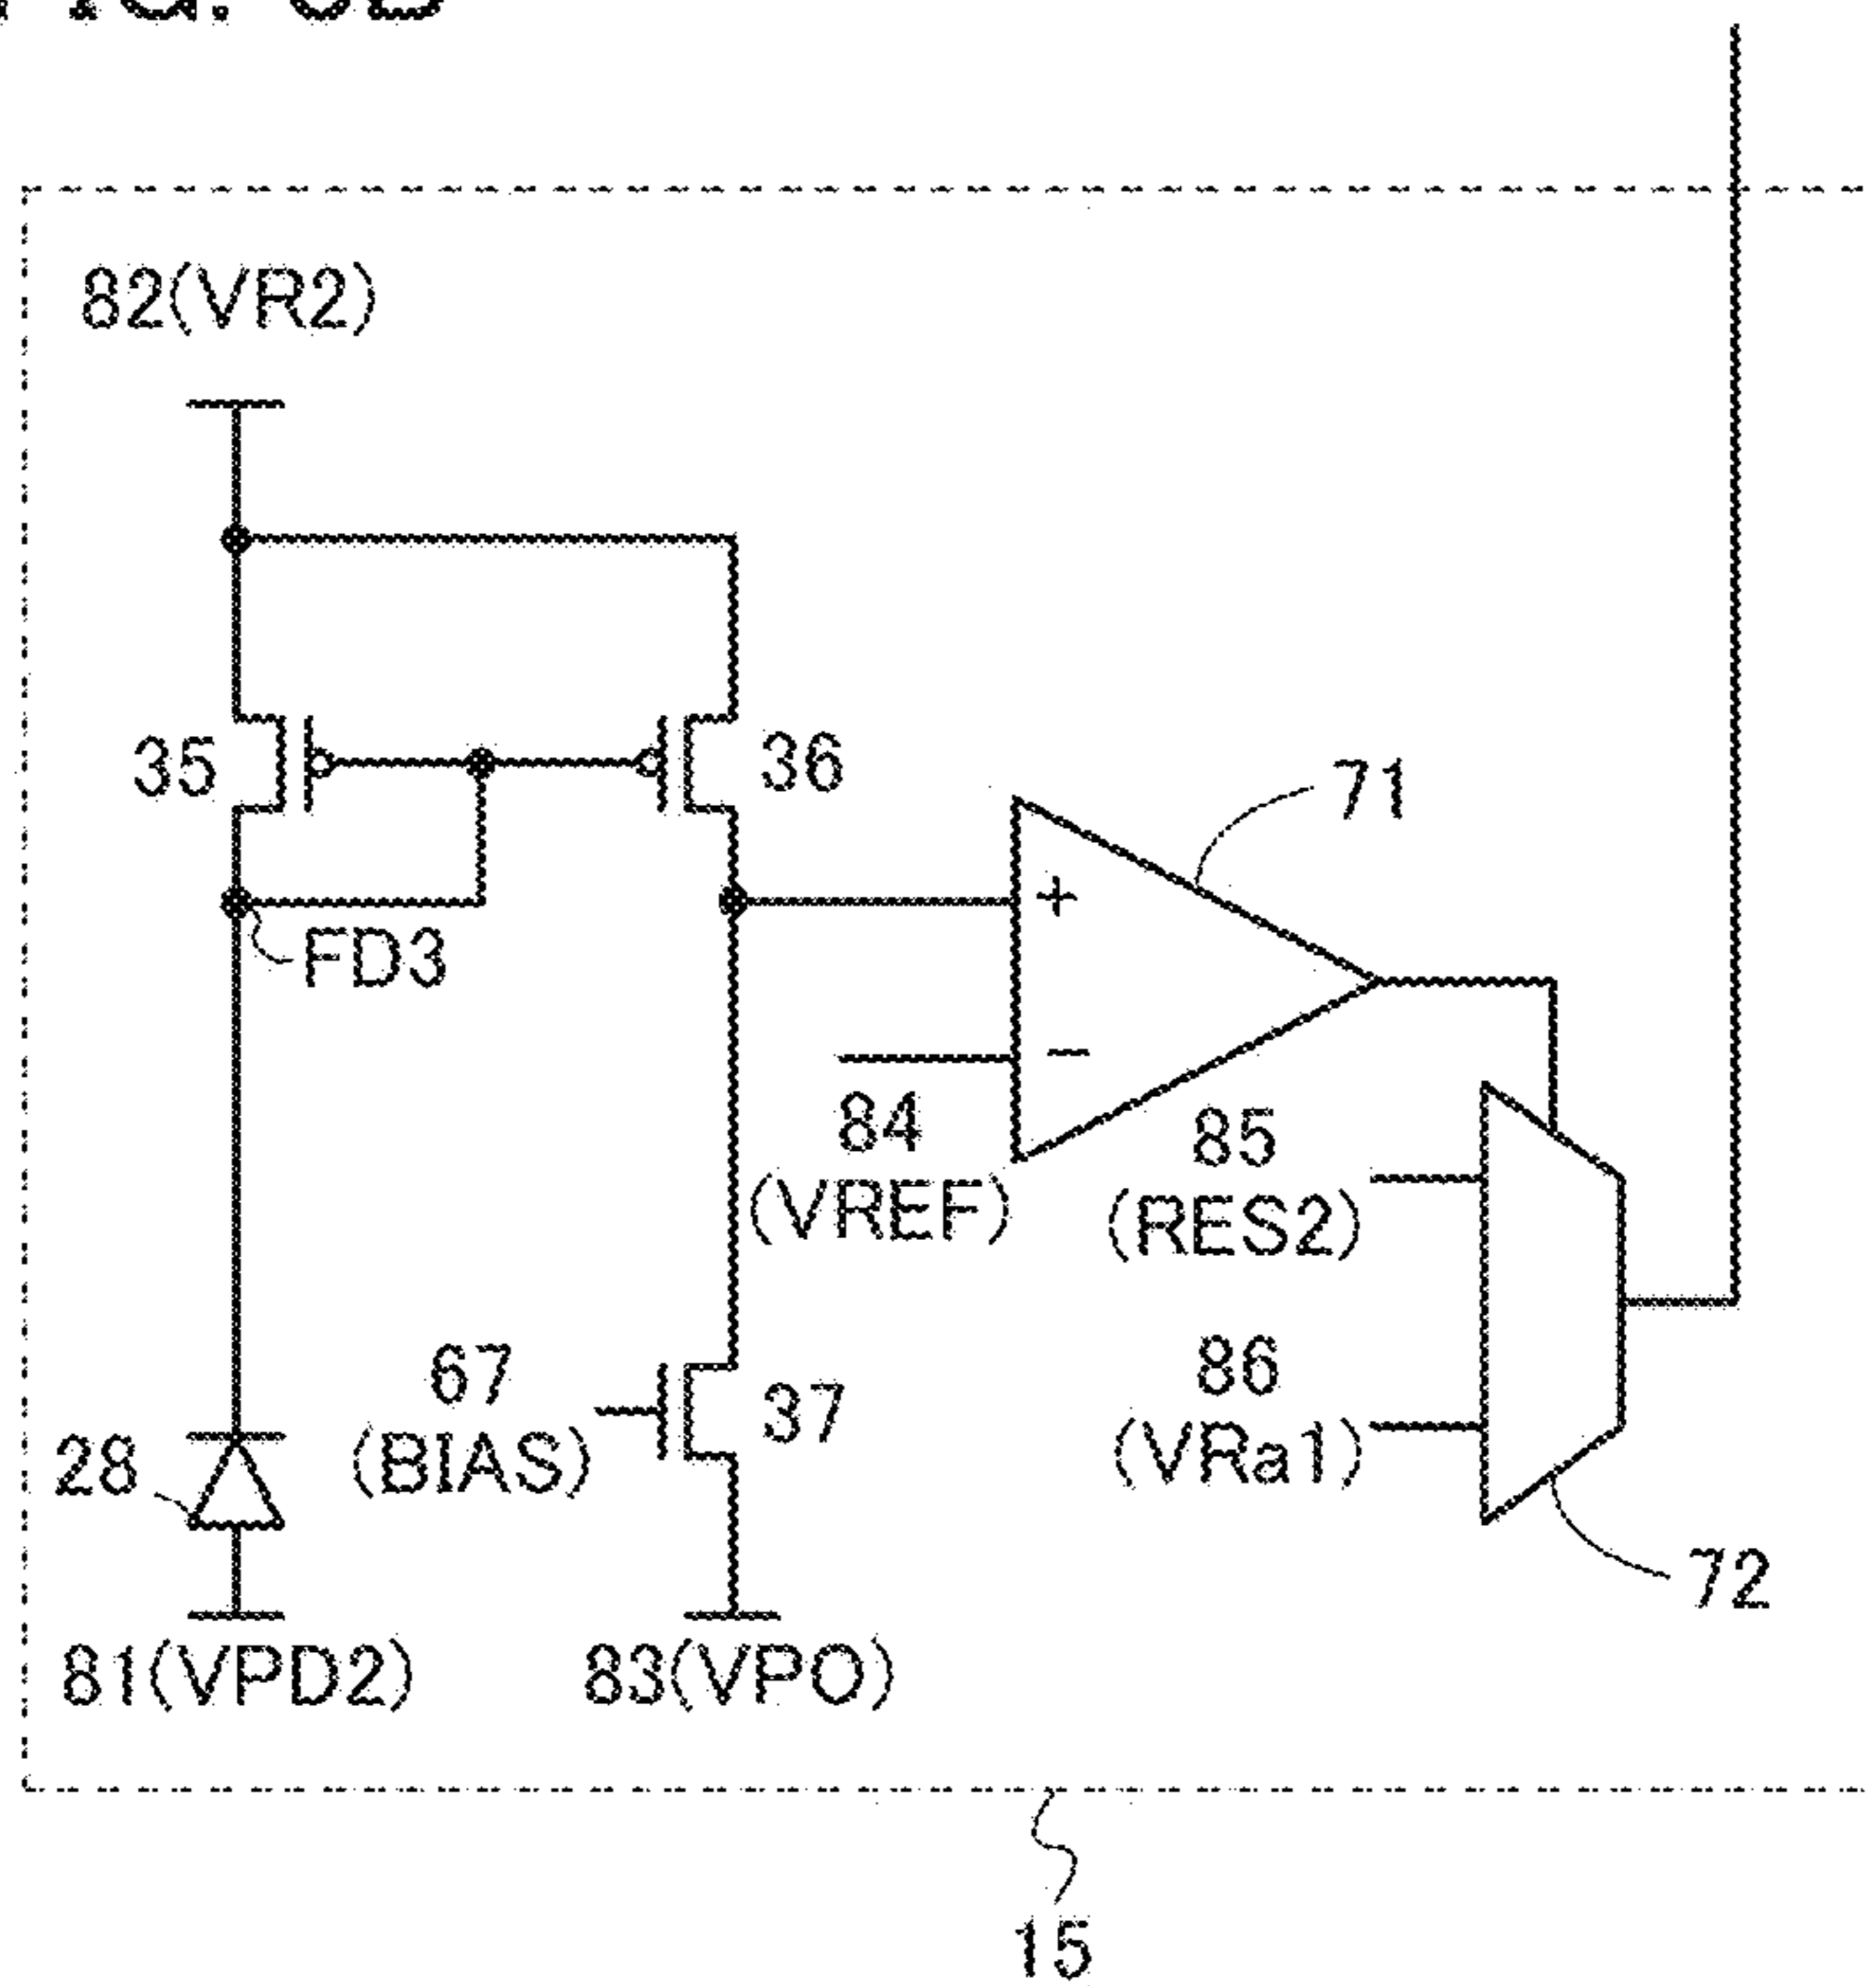 82(VR2)
35
36
71
+
FD3
−
84
(VREF)
85
(RES2)
67
(BIAS)
37
86
(VRa1)
28
72
81(VPD2)
83(VPO)
15